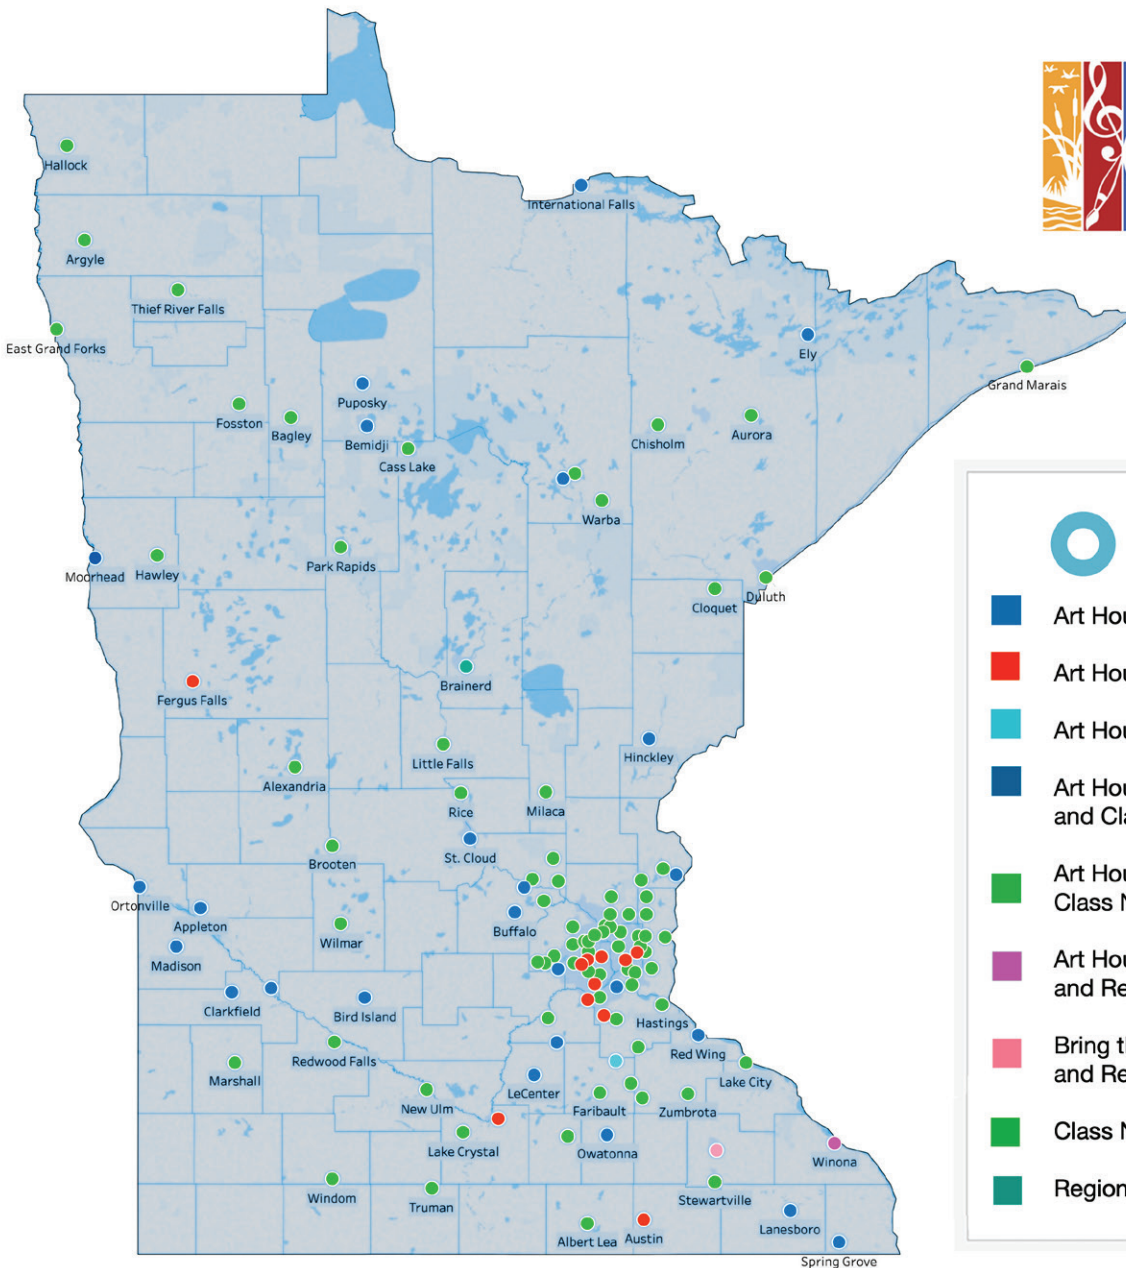 Hallock
International Falls
Argyle
Thief River Falls
East Grand Forks
Ely
Grand Marais
Puposky
Fosston
Bagley
Bemidji
Chisholm
Aurora
Cass Lake
Warba
Moorhead
Hawley
Park Rapids
Cloquet
Duluth
Brainerd
Fergus Falls
Little Falls
Hinckley
Alexandria
Rice
Milaca
Brooten
St. Cloud
Ortonville
Appleton
Wilmar
Buffalo
Madison
Clarkfield
Bird Island
Hastings
Redwood Falls
Red Wing
Marshall
LeCenter
Lake City
New Ulm
Faribault
Zumbrota
Lake Crystal
Owatonna
Winona
Windom
Truman
Stewartville
Lanesboro
Albert Lea
Austin
Spring Grove
Art Hou
Art Hou
Art Hou
Art Hou
and Cla
Art Hou
Class N
Art Hou
and Re
Bring th
and Re
Class N
Region